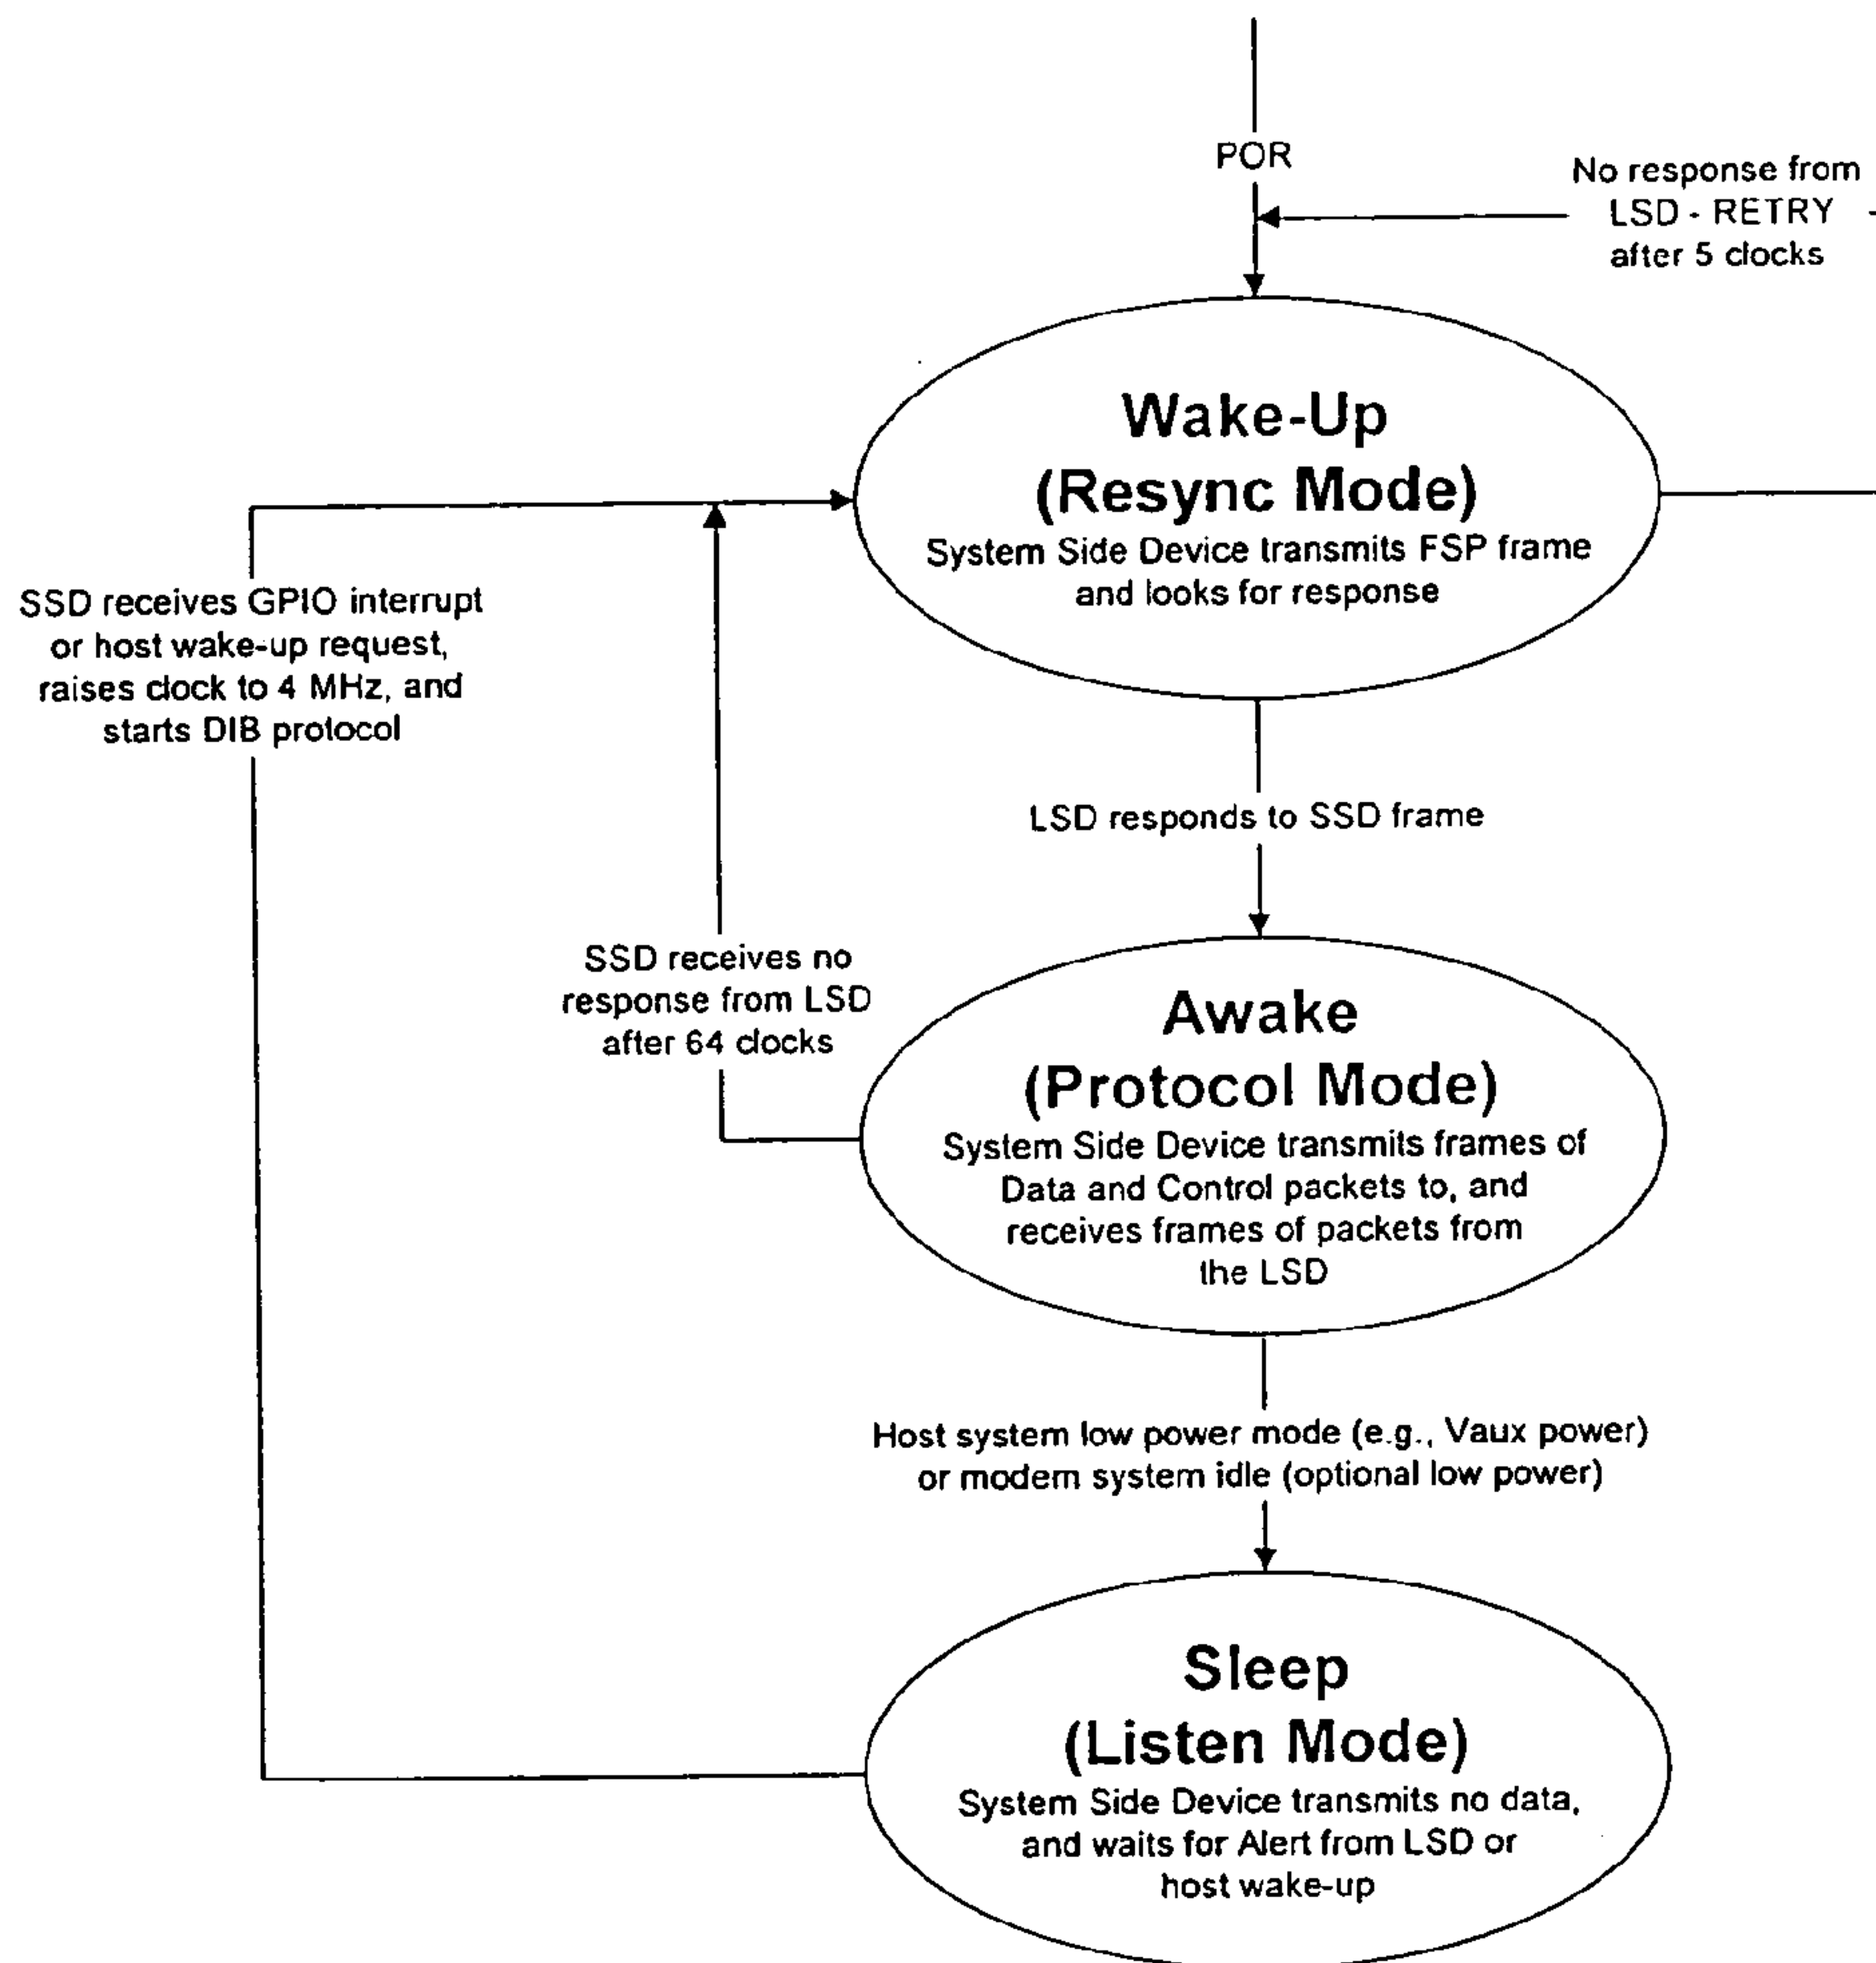 POR
No response from
LSD - RETRY
after 5 clocks
Wake-Up
(Resync Mode)
System Side Device transmits FSP frame
and looks for response
SSD receives GPIO interrupt
or host wake-up request,
raises clock to 4 MHz, and
starts DIB protocol
LSD responds to SSD frame
SSD receives no
response from LSD
after 64 clocks
Awake
(Protocol Mode)
System Side Device transmits frames of
Data and Control packets to, and
receives frames of packets from
the LSD
Host system low power mode (e.g., Vaux power)
or modem system idle (optional low power)
Sleep
(Listen Mode)
System Side Device transmits no data,
and waits for Alert from LSD or
host wake-up